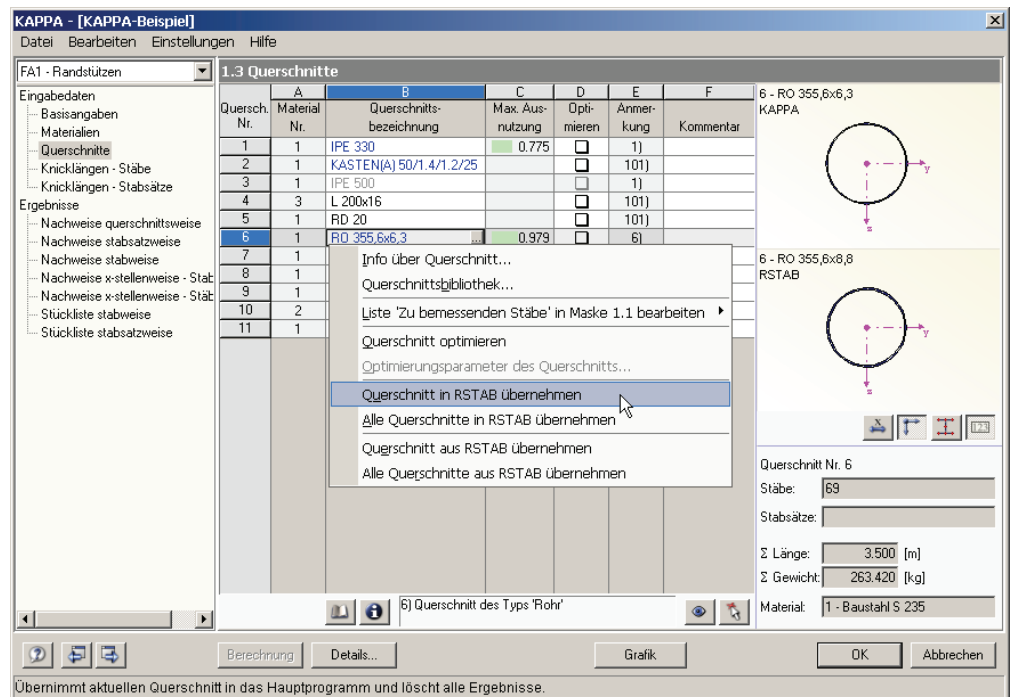 KAPPA - [KAPPA-Beispiel]
Datei Bearbeiten Einstellungen Hilfe
FA1 - Randstützen
Eingabedaten
Basisangaben
Materialien
Querschnitte
Knicklängen - Stäbe
Knicklängen - Stabsätze
Ergebnisse
Nachweise querschnittsweise
Nachweise stabsatzweise
Nachweise stabweise
Nachweise x-stellenweise - Stab
Nachweise x-stellenweise - Stäb
Stückliste stabweise
Stückliste stabsatzweise
1.3 Querschnitte
A B C D E F
Quersch. Material Querschnitts- Max. Aus- Opti- Anmer-
Nr. Nr. bezeichnung nutzung mieren kung Kommentar
1 1 IPE 330 0.775 1)
2 1 KASTEN(A) 50/1.4/1.2/25 101)
3 1 IPE 500 1)
4 3 L 200x16 101)
5 1 RD 20 101)
6 1 RO 355,6x6,3 ... 0.979 6)
7 1
8 1
9 1
10 2
11 1
Info über Querschnitt...
Querschnittsbibliothek...
Liste 'Zu bemessenden Stäbe' in Maske 1.1 bearbeiten
Querschnitt optimieren
Optimierungsparameter des Querschnitts...
Querschnitt in RSTAB übernehmen
Alle Querschnitte in RSTAB übernehmen
Querschnitt aus RSTAB übernehmen
Alle Querschnitte aus RSTAB übernehmen
6) Querschnitt des Typs 'Rohr'
6 - RO 355,6x6,3
KAPPA
y
z
6 - RO 355,6x8,8
RSTAB
y
z
x
123
Querschnitt Nr. 6
Stäbe: 69
Stabsätze:
Σ Länge: 3.500 [m]
Σ Gewicht: 263.420 [kg]
Material: 1 - Baustahl S 235
Berechnung Details... Grafik OK Abbrechen
Übernimmt aktuellen Querschnitt in das Hauptprogramm und löscht alle Ergebnisse.